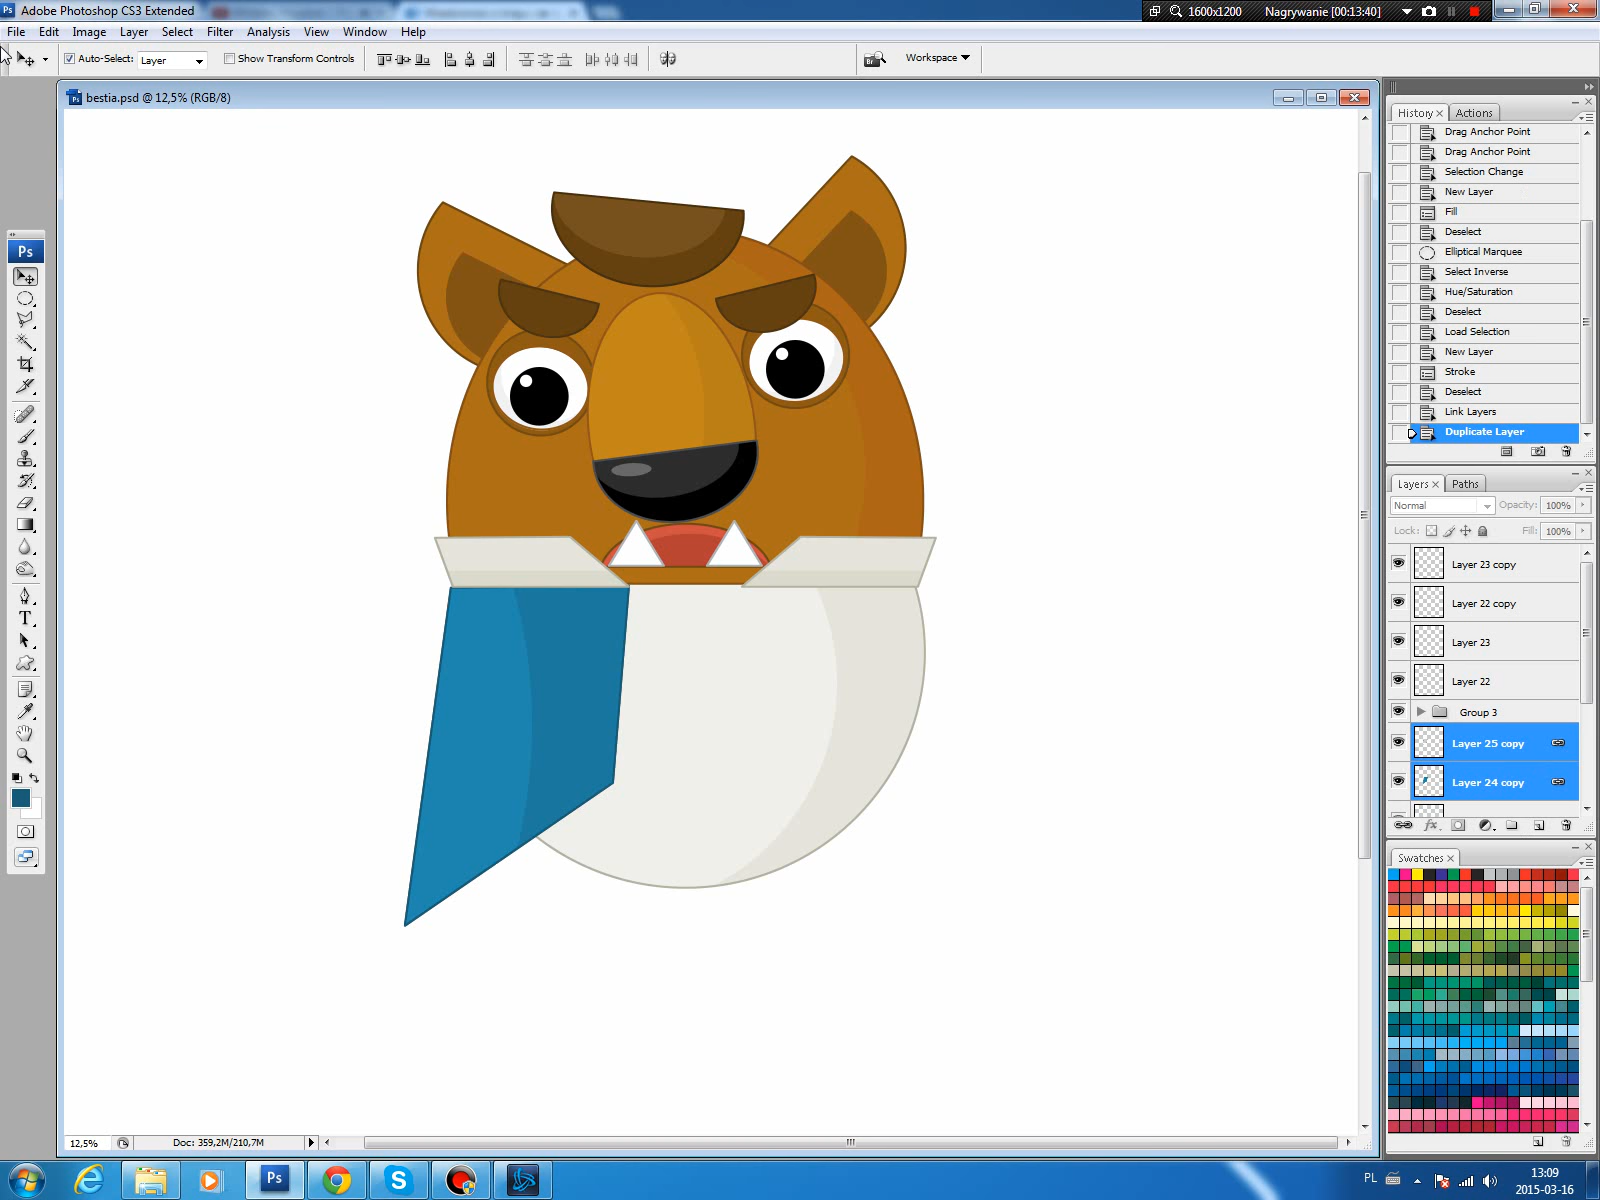 Adobe Photoshop CS3 Extended
1600x1200
Nagrywanie [00:13:40]
File Edit Image Layer Select Filter Analysis View Window Help
Auto-Select: Layer Show Transform Controls
Br
Workspace
bestia.psd @ 12,5% (RGB/8)
Ps
History Actions
Drag Anchor Point
Drag Anchor Point
Selection Change
New Layer
Fill
Deselect
Elliptical Marquee
Select Inverse
Hue/Saturation
Deselect
Load Selection
New Layer
Stroke
Deselect
Link Layers
Duplicate Layer
Layers Paths
Normal Opacity: 100%
Lock: Fill: 100%
Layer 23 copy
Layer 22 copy
Layer 23
Layer 22
Group 3
Layer 25 copy
Layer 24 copy
Swatches
12,5% Doc: 359,2M/210,7M
Ps
PL
13:09
2015-03-16